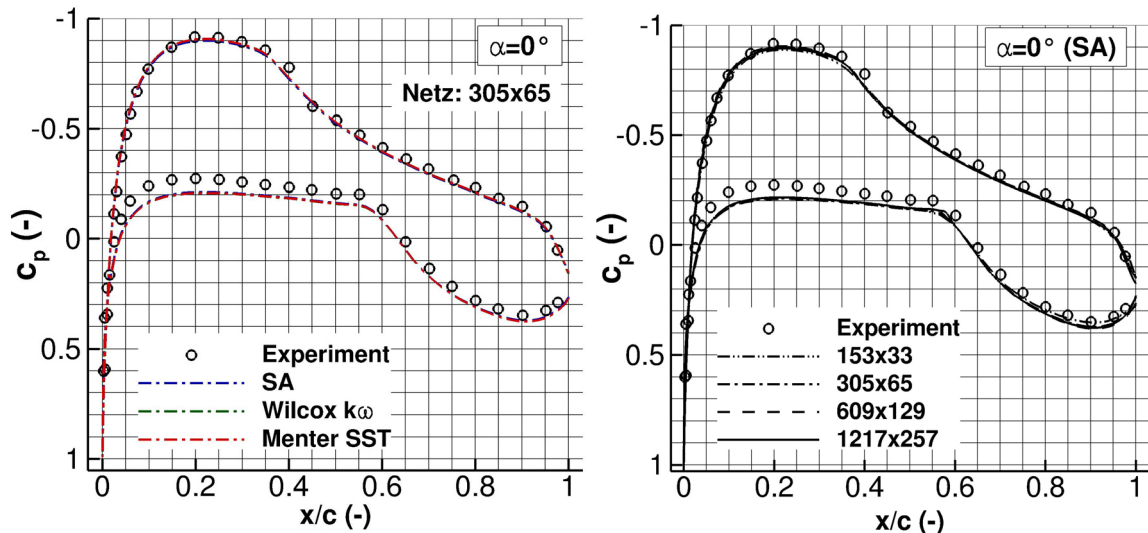 -1
-0.5
0
0.5
1
c_p (-)
α=0°
Netz: 305x65
Experiment
SA
Wilcox kω
Menter SST
0 0.2 0.4 0.6 0.8 1
x/c (-)
-1
-0.5
0
0.5
1
c_p (-)
α=0° (SA)
Experiment
153x33
305x65
609x129
1217x257
0 0.2 0.4 0.6 0.8 1
x/c (-)